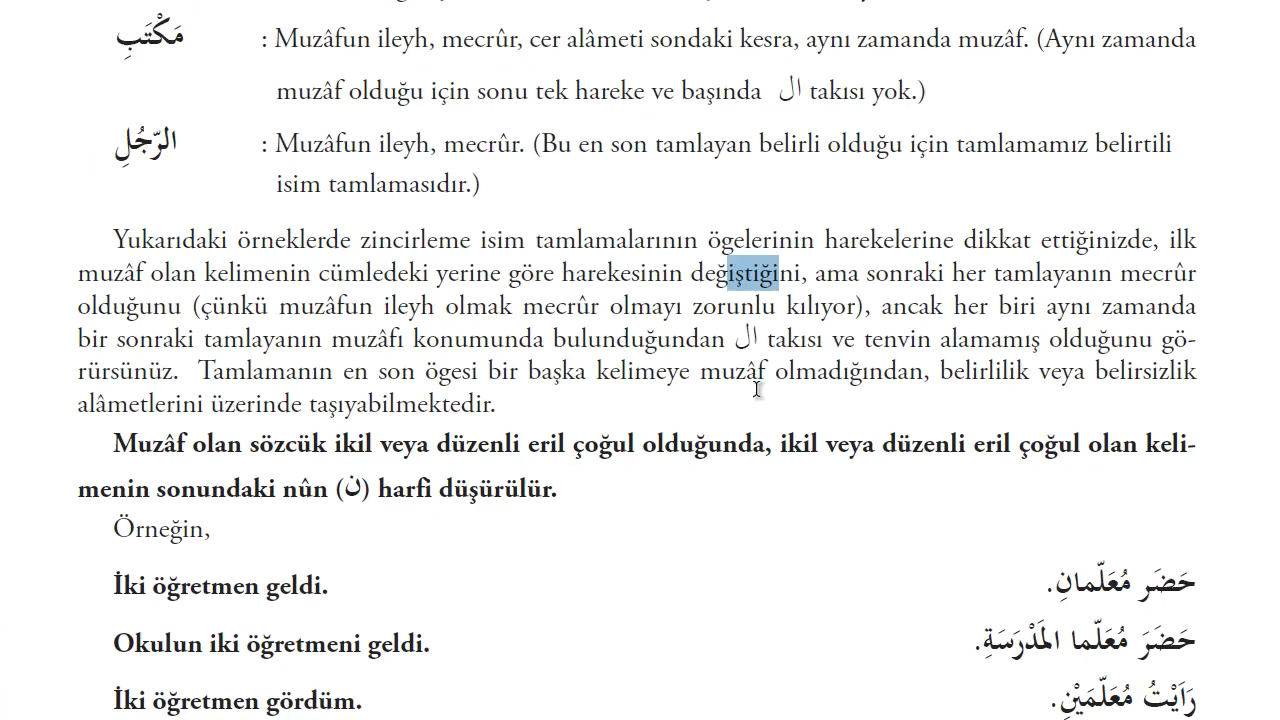 مَكْتَبِ : Muzâfun ileyh, mecrûr, cer alâmeti sondaki kesra, aynı zamanda muzâf. (Aynı zamanda
muzâf olduğu için sonu tek hareke ve başında ال takısı yok.)
الرّجُلِ : Muzâfun ileyh, mecrûr. (Bu en son tamlayan belirli olduğu için tamlamamız belirtili
isim tamlamasıdır.)
Yukarıdaki örneklerde zincirleme isim tamlamalarının ögelerinin harekelerine dikkat ettiğinizde, ilk
muzâf olan kelimenin cümledeki yerine göre harekesinin değiştiğini, ama sonraki her tamlayanın mecrûr
olduğunu (çünkü muzâfun ileyh olmak mecrûr olmayı zorunlu kılıyor), ancak her biri aynı zamanda
bir sonraki tamlayanın muzâfı konumunda bulunduğundan ال takısı ve tenvin alamamış olduğunu gö-
rürsünüz. Tamlamanın en son ögesi bir başka kelimeye muzâf olmadığından, belirlilik veya belirsizlik
alâmetlerini üzerinde taşıyabilmektedir.
Muzâf olan sözcük ikil veya düzenli eril çoğul olduğunda, ikil veya düzenli eril çoğul olan keli-
menin sonundaki nûn (ن) harfi düşürülür.
Örneğin,
İki öğretmen geldi. حَضَر مُعَلّمانِ.
Okulun iki öğretmeni geldi. حَضَرَ مُعَلّما المَدْرَسَةِ.
İki öğretmen gördüm. رَاَيْتُ مُعَلّمَيْنِ.